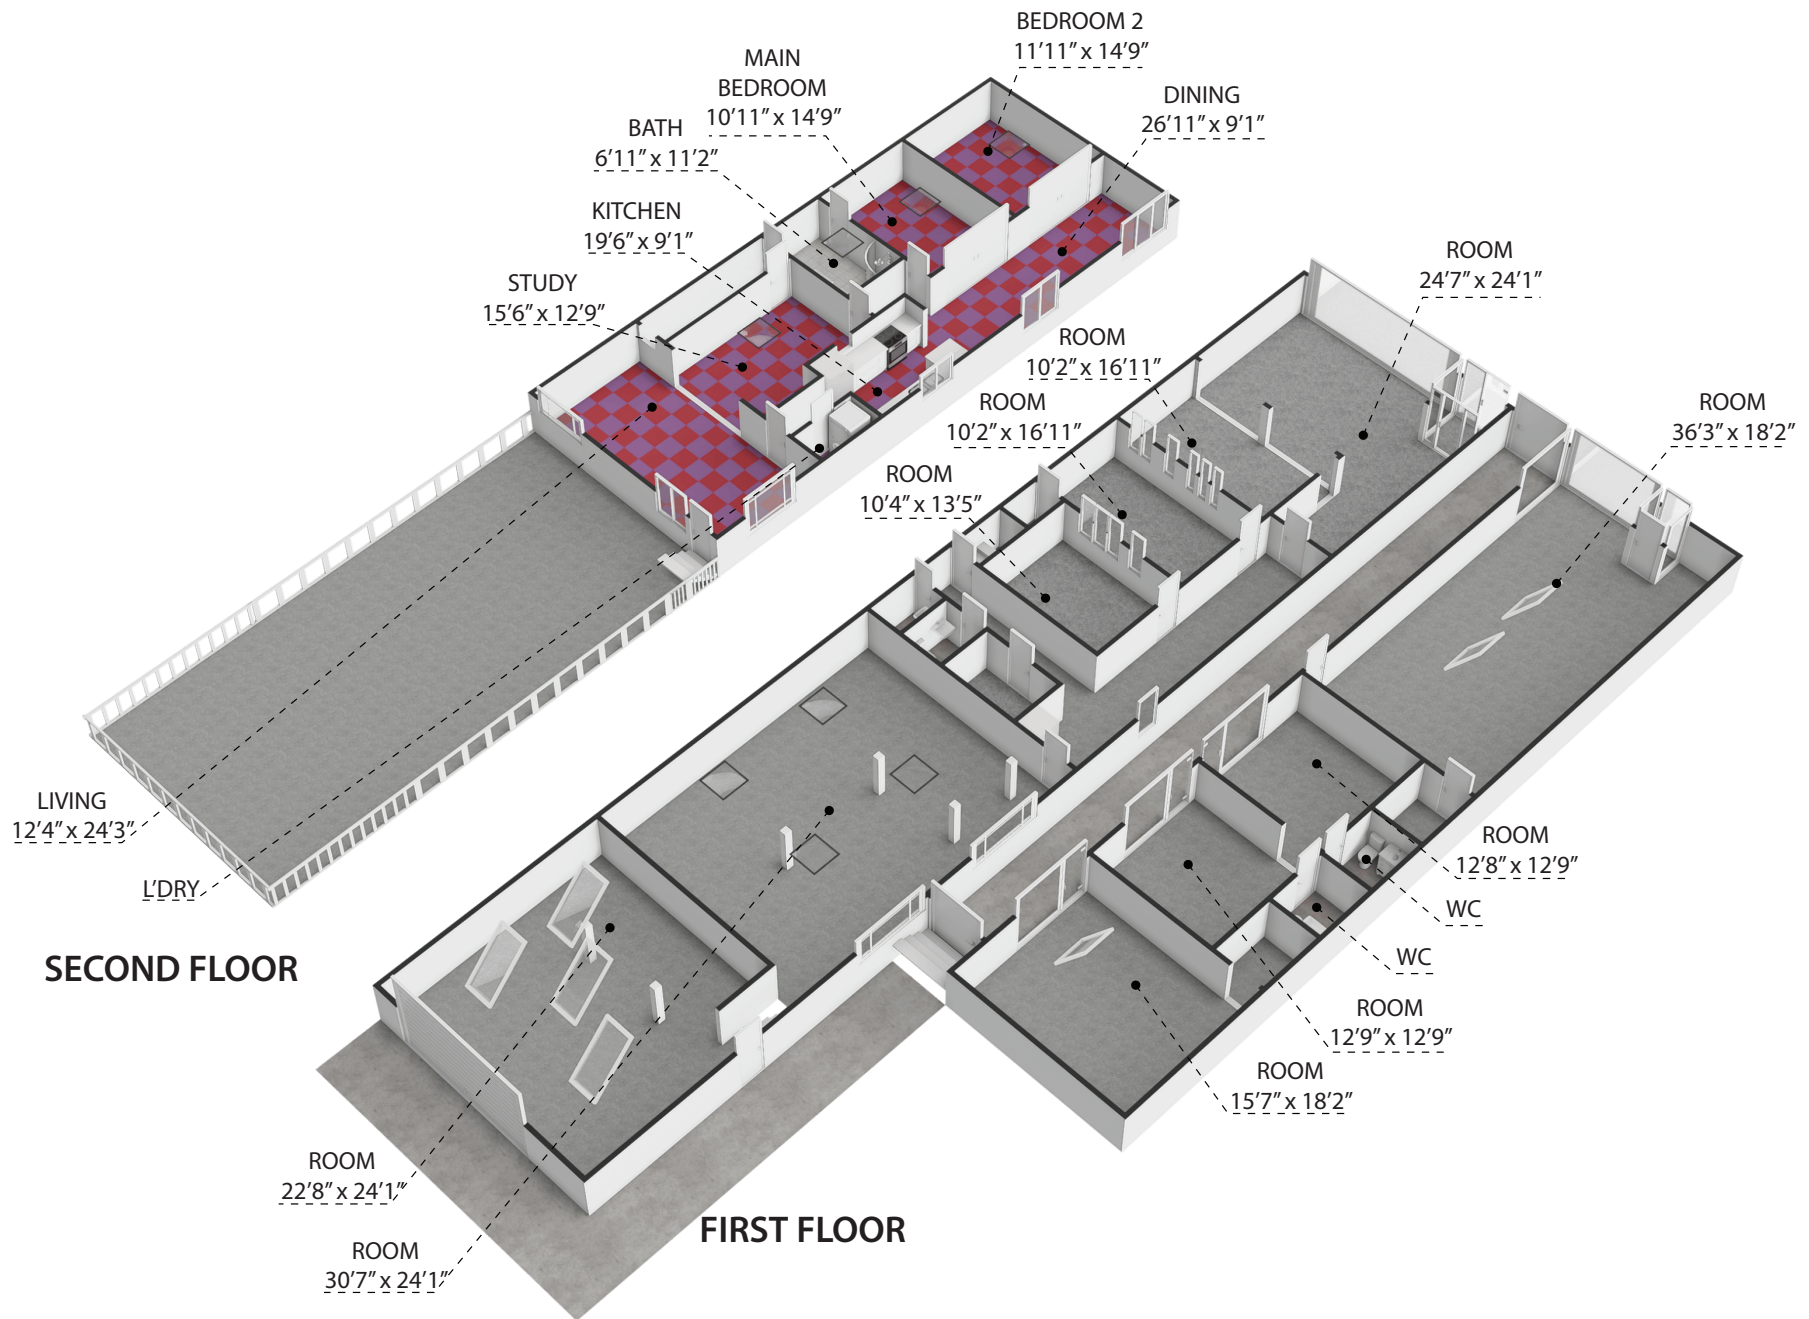 BEDROOM 2
11'11" x 14'9"
MAIN
BEDROOM
10'11" x 14'9"
DINING
26'11" x 9'1"
BATH
6'11" x 11'2"
KITCHEN
19'6" x 9'1"
STUDY
15'6" x 12'9"
ROOM
24'7" x 24'1"
ROOM
10'2" x 16'11"
ROOM
10'2" x 16'11"
ROOM
36'3" x 18'2"
ROOM
10'4" x 13'5"
LIVING
12'4" x 24'3"
L'DRY
SECOND FLOOR
ROOM
12'8" x 12'9"
WC
WC
ROOM
12'9" x 12'9"
ROOM
15'7" x 18'2"
ROOM
22'8" x 24'1"
FIRST FLOOR
ROOM
30'7" x 24'1"